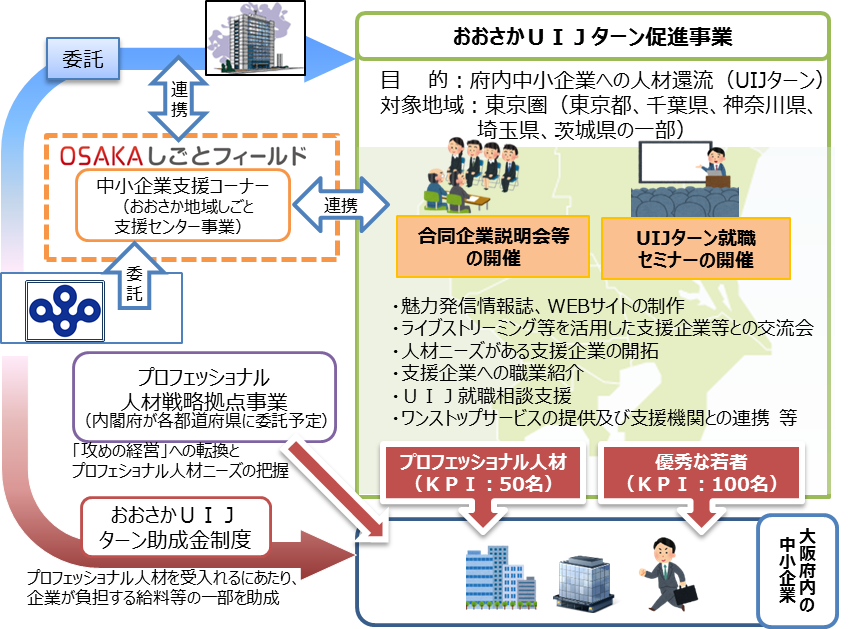 委託
連携
OSAKAしごとフィールド
中小企業支援コーナー
（おおさか地域しごと
支援センター事業）
連携
委託
プロフェッショナル
人材戦略拠点事業
（内閣府が各都道府県に委託予定）
「攻めの経営」への転換と
プロフェショナル人材ニーズの把握
おおさかＵＩＪ
ターン助成金制度
プロフェッショナル人材を受入れるにあたり、
企業が負担する給料等の一部を助成
おおさかＵＩＪターン促進事業
目　的：府内中小企業への人材還流（UIJターン）
対象地域：東京圏（東京都、千葉県、神奈川県、
埼玉県、茨城県の一部）
合同企業説明会等
の開催
UIJターン就職
セミナーの開催
・魅力発信情報誌、WEBサイトの制作
・ライブストリーミング等を活用した支援企業等との交流会
・人材ニーズがある支援企業の開拓
・支援企業への職業紹介
・ＵＩＪ就職相談支援
・ワンストップサービスの提供及び支援機関との連携 等
プロフェッショナル人材
（ＫＰＩ：50名）
優秀な若者
（ＫＰＩ：100名）
大阪府内の
中小企業